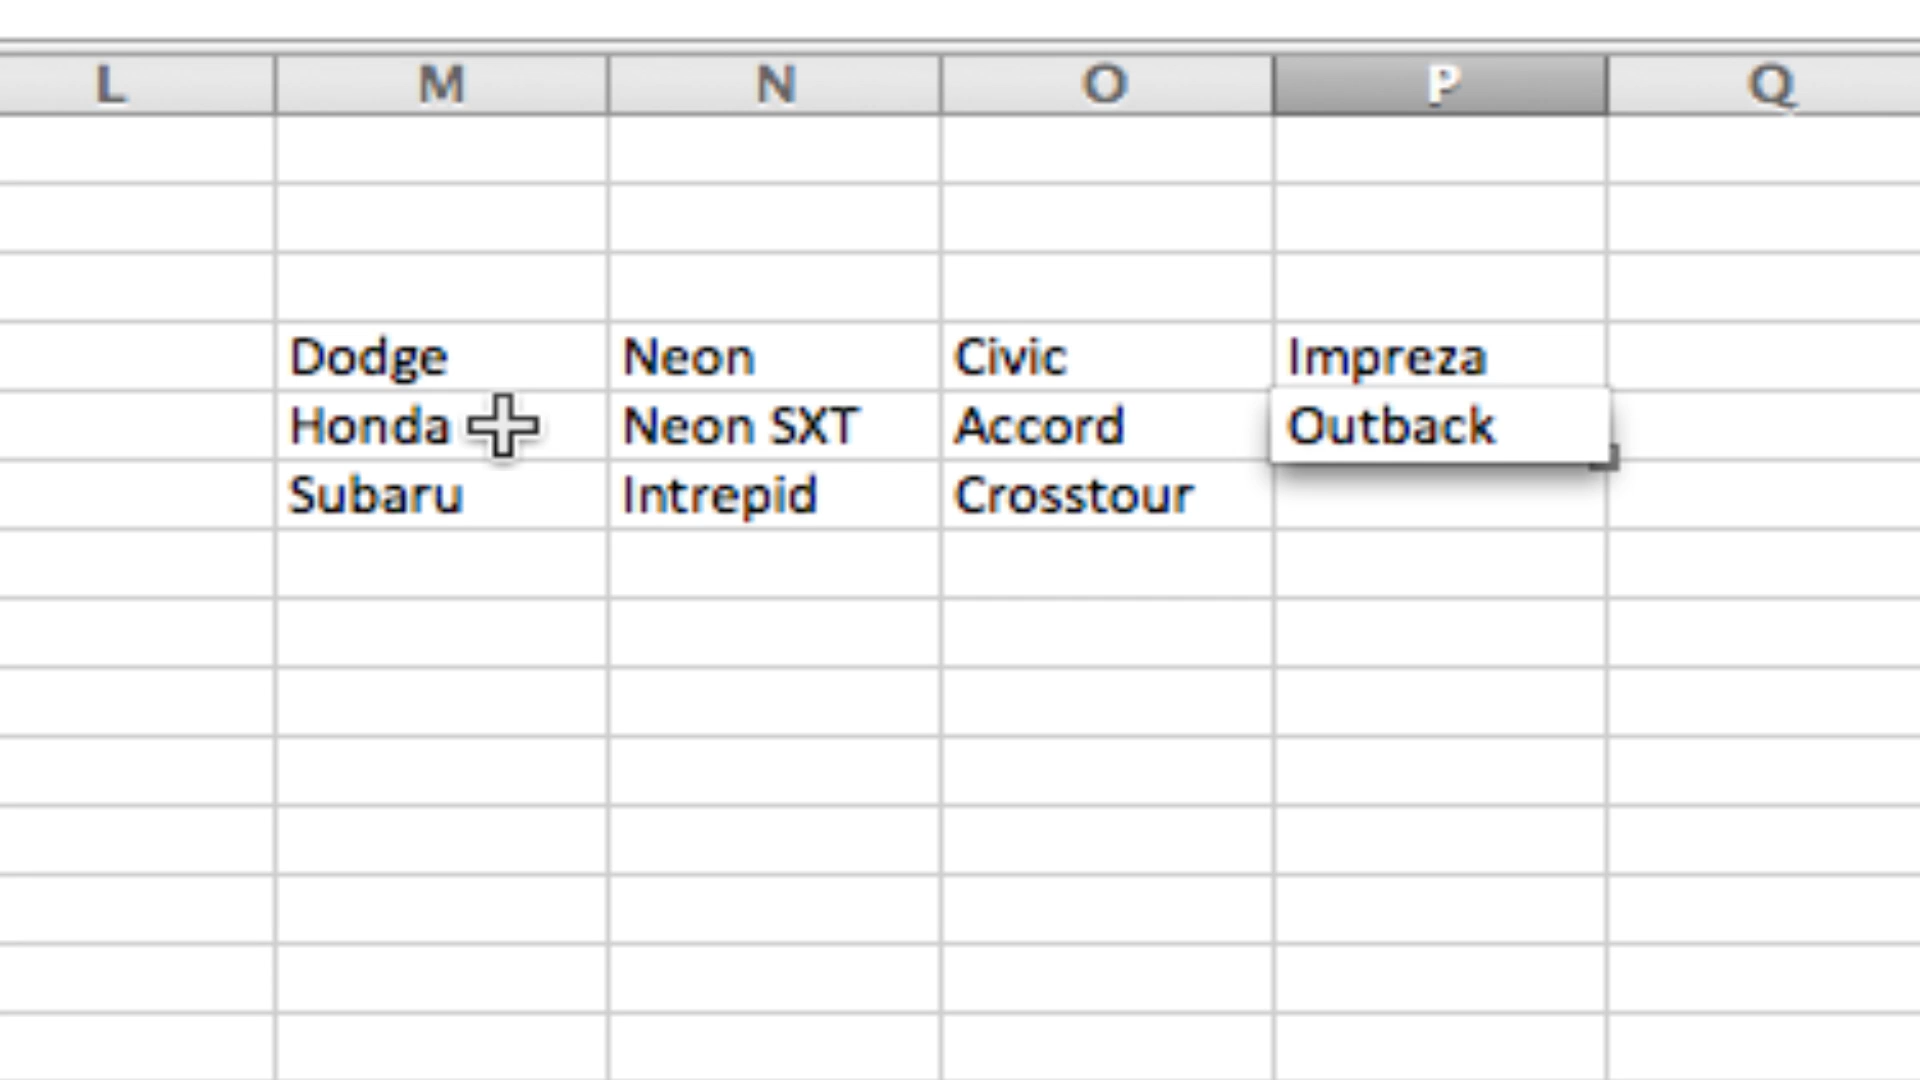 L M N O P Q
Dodge Neon Civic Impreza
Honda Neon SXT Accord Outback
Subaru Intrepid Crosstour